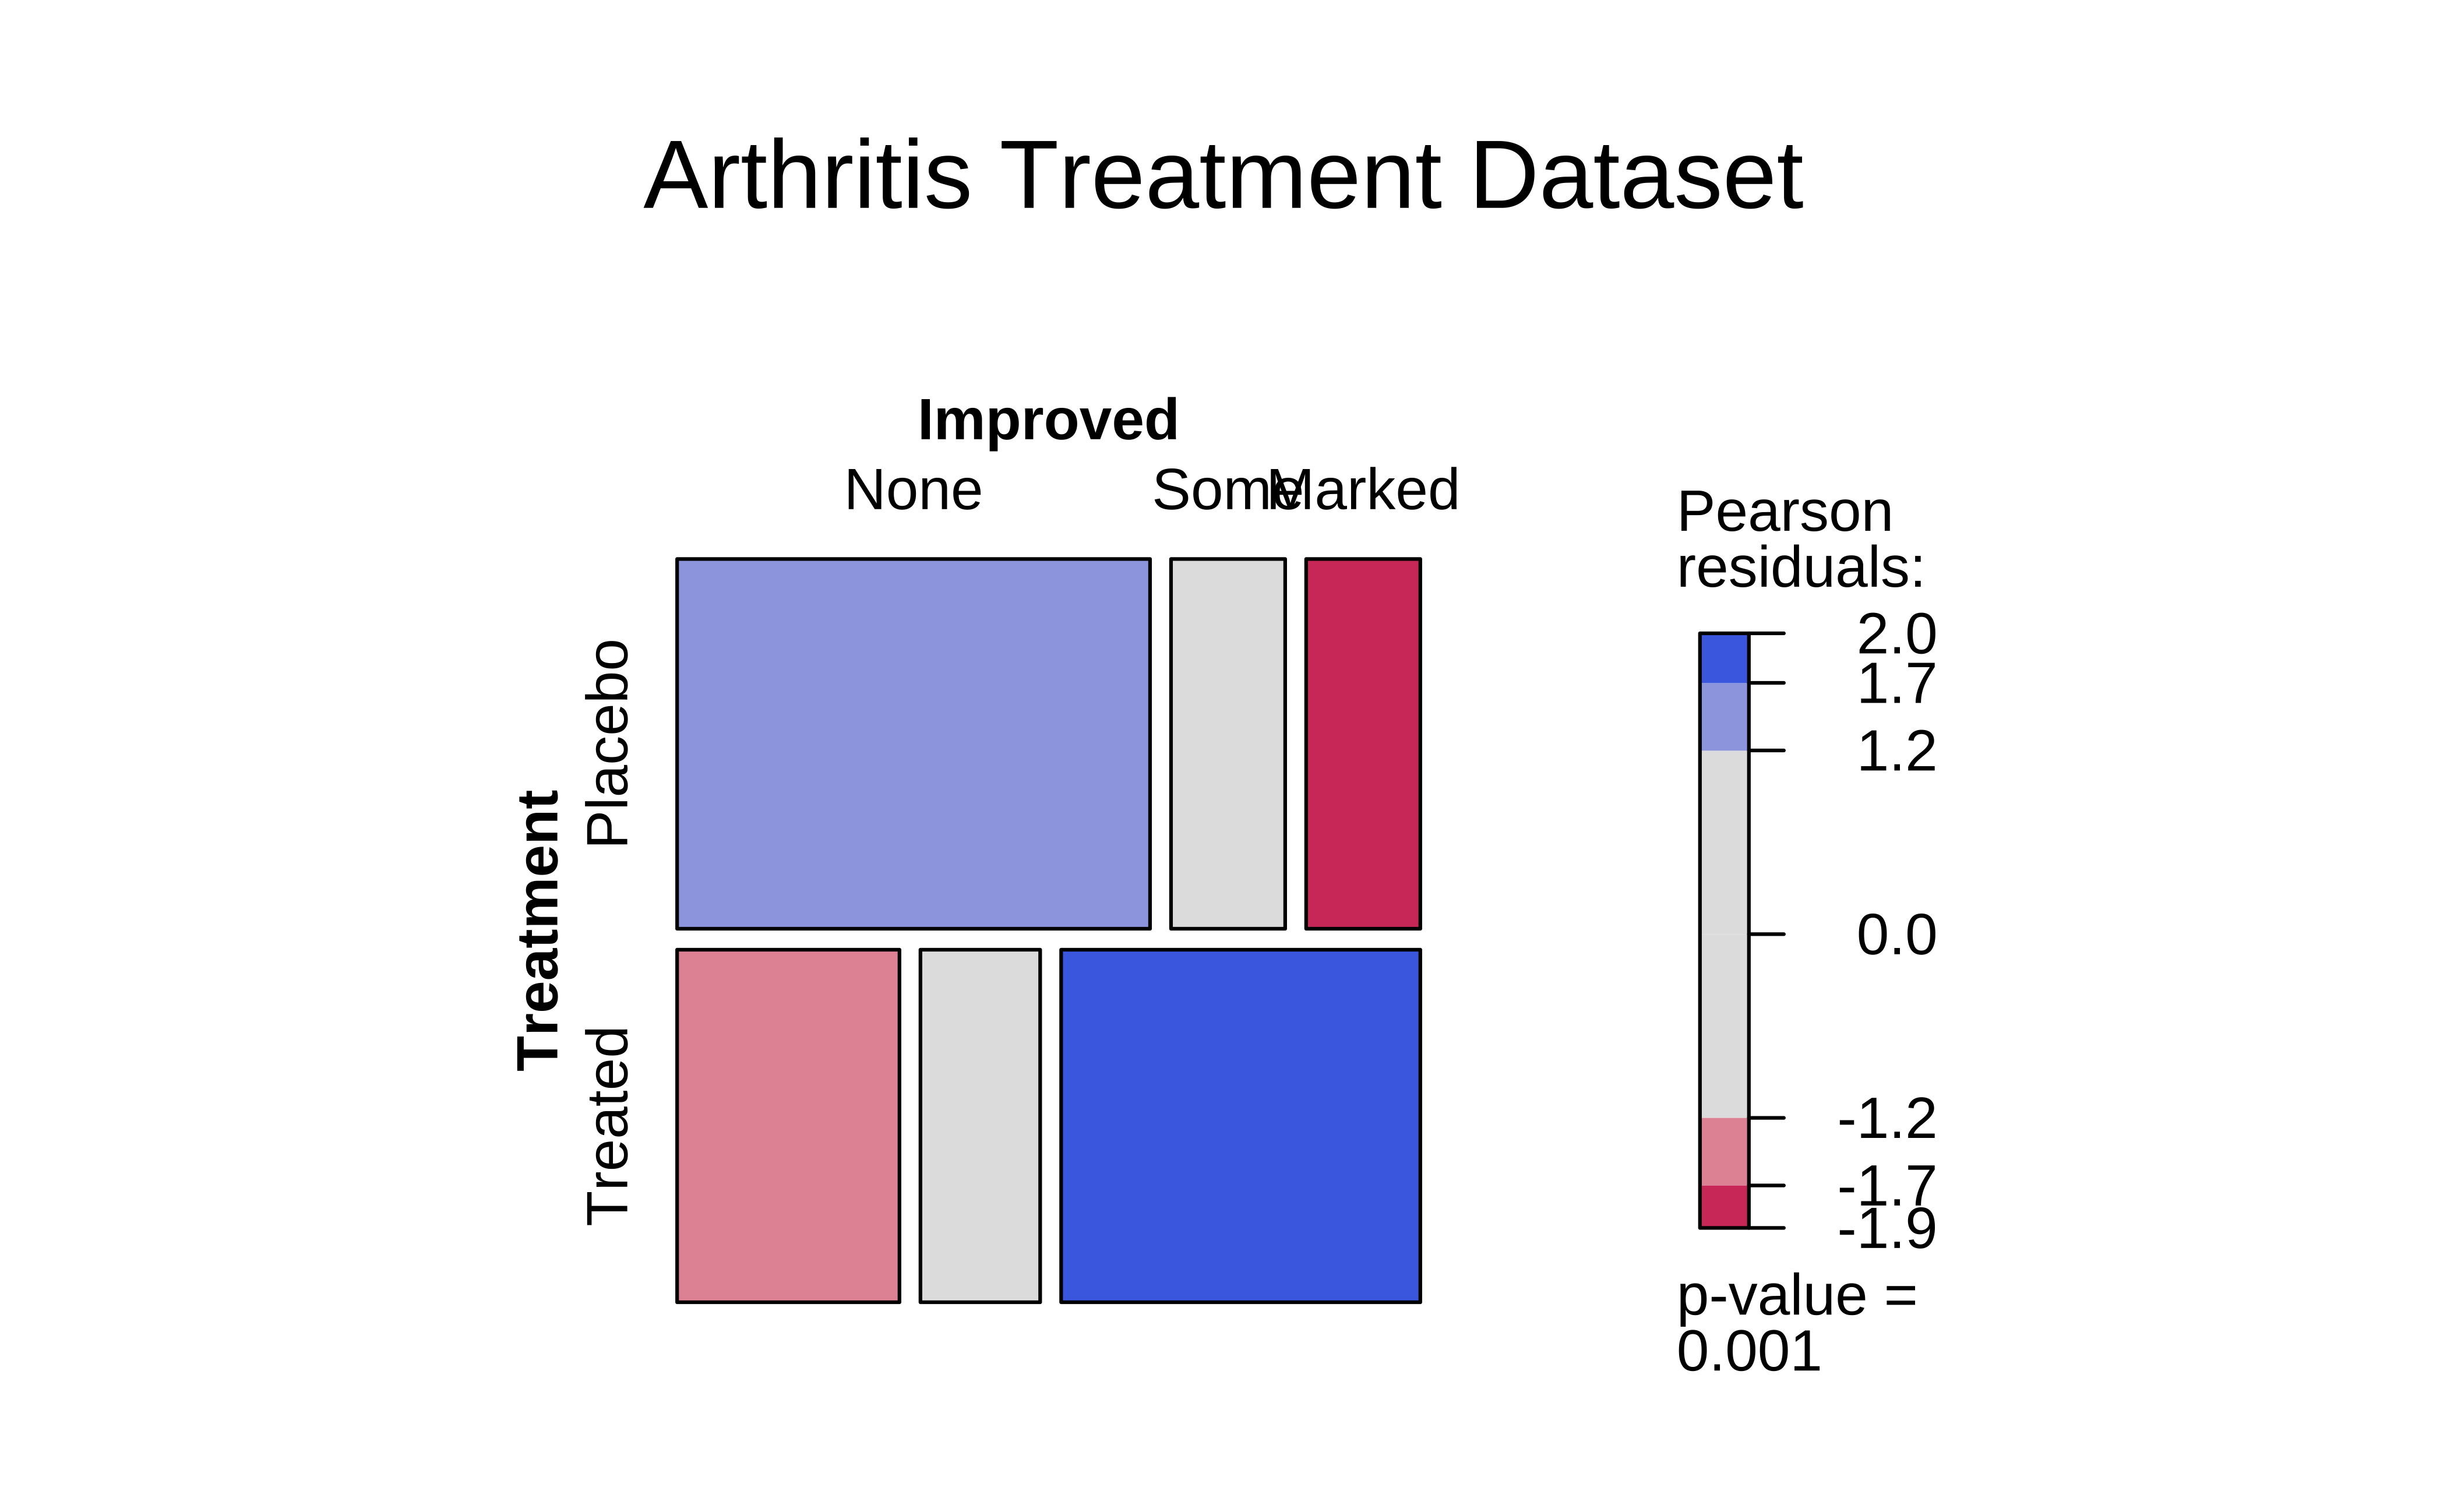 Arthritis Treatment Dataset
Improved
None Some Marked
Treatment
Placebo
Treated
Pearson
residuals:
2.0
1.7
1.2
0.0
-1.2
-1.7
-1.9
p-value =
0.001